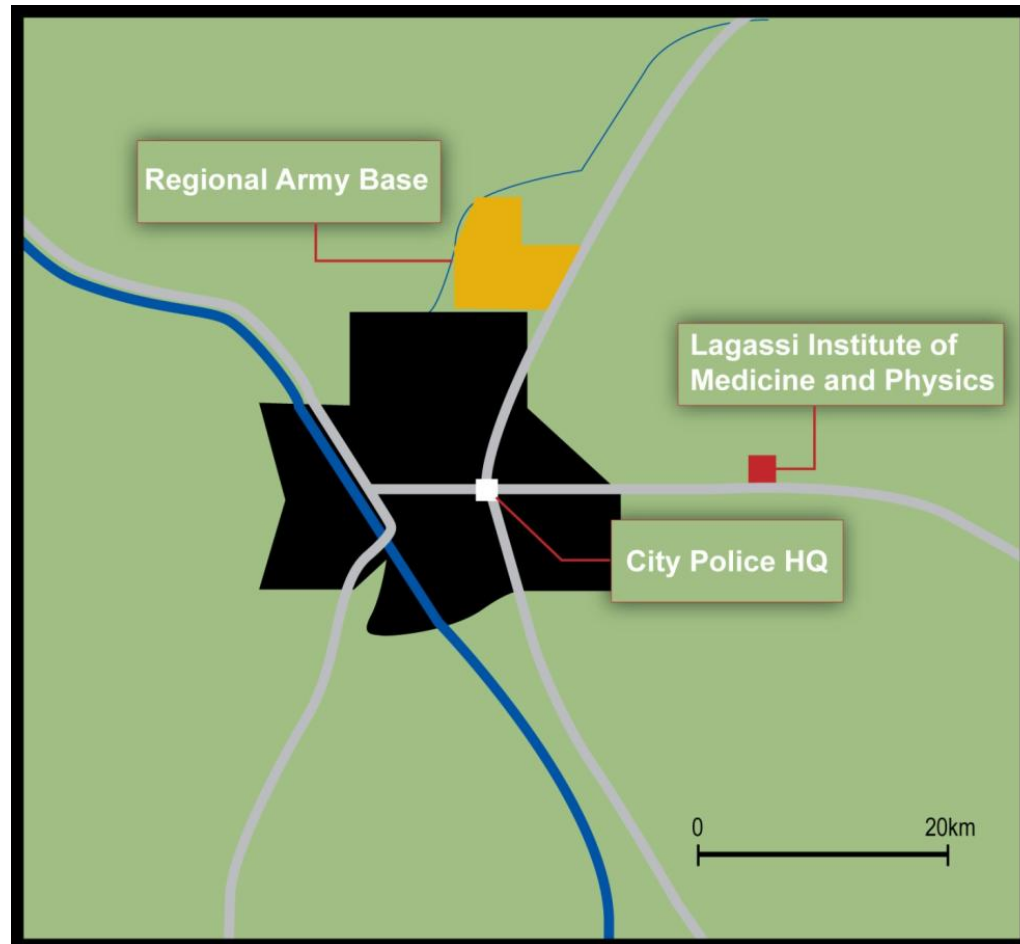 Regional Army Base
Lagassi Institute of
Medicine and Physics
City Police HQ
0 20km